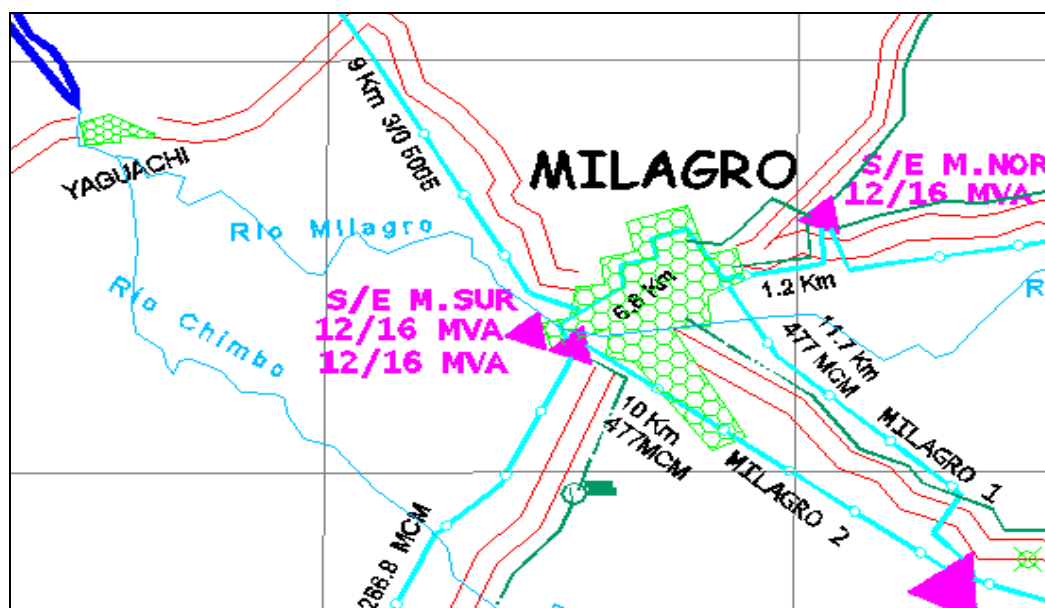 9 Km 3/0 5005
MILAGRO
S/E M.NOR
12/16 MVA
YAGUACHI
Rio Milagro
Rio Chimbo
S/E M.SUR
12/16 MVA
12/16 MVA
6.8 Km
1.2 Km
R
11.7 Km
477 MCM
MILAGRO 1
10 Km
477MCM
MILAGRO 2
266.8 MCM